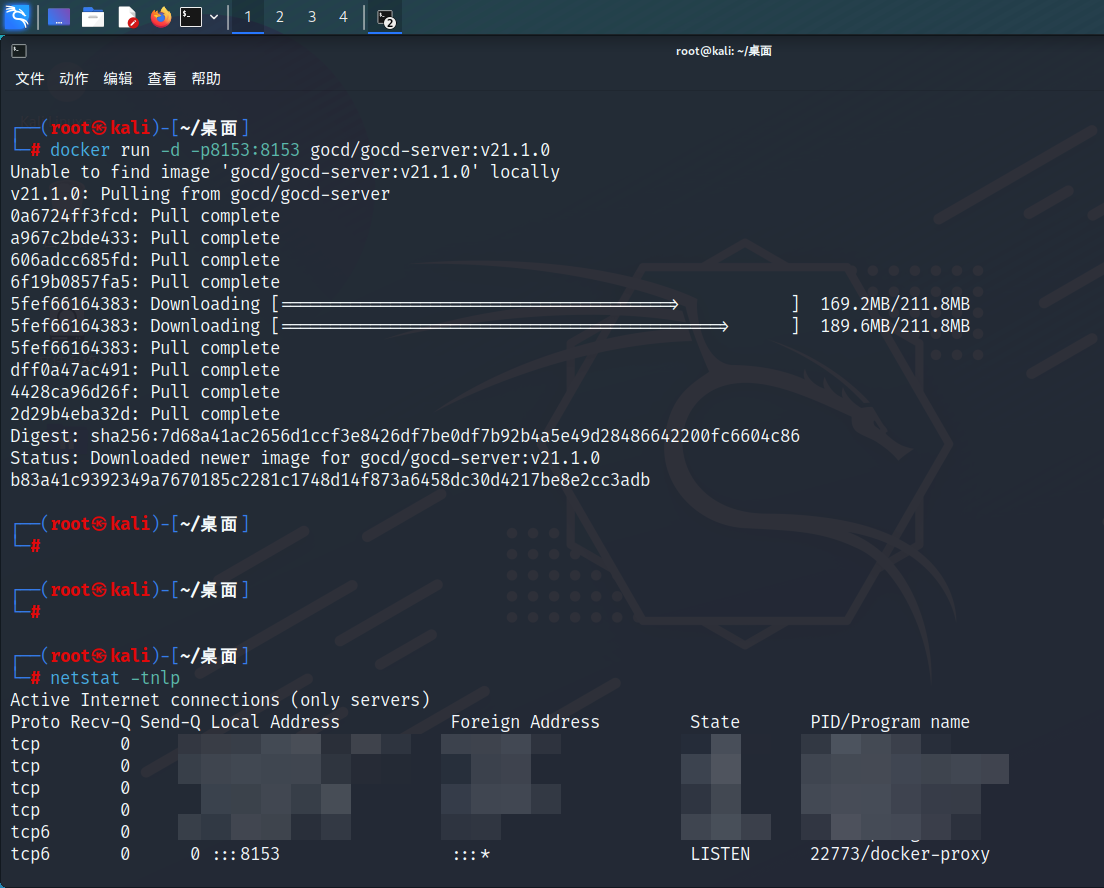 1 2 3 4 2
root@kali: ~/桌面
文件 动作 编辑 查看 帮助
┌──(root㉿kali)-[~/桌面]
└─# docker run -d -p8153:8153 gocd/gocd-server:v21.1.0
Unable to find image 'gocd/gocd-server:v21.1.0' locally
v21.1.0: Pulling from gocd/gocd-server
0a6724ff3fcd: Pull complete
a967c2bde433: Pull complete
606adcc685fd: Pull complete
6f19b0857fa5: Pull complete
5fef66164383: Downloading [=======================================>           ]  169.2MB/211.8MB
5fef66164383: Downloading [============================================>      ]  189.6MB/211.8MB
5fef66164383: Pull complete
dff0a47ac491: Pull complete
4428ca96d26f: Pull complete
2d29b4eba32d: Pull complete
Digest: sha256:7d68a41ac2656d1ccf3e8426df7be0df7b92b4a5e49d28486642200fc6604c86
Status: Downloaded newer image for gocd/gocd-server:v21.1.0
b83a41c9392349a7670185c2281c1748d14f873a6458dc30d4217be8e2cc3adb
┌──(root㉿kali)-[~/桌面]
└─#
┌──(root㉿kali)-[~/桌面]
└─#
┌──(root㉿kali)-[~/桌面]
└─# netstat -tnlp
Active Internet connections (only servers)
Proto Recv-Q Send-Q Local Address           Foreign Address         State       PID/Program name
tcp        0
tcp        0
tcp        0
tcp        0
tcp6       0
tcp6       0      0 :::8153                 :::*                    LISTEN      22773/docker-proxy